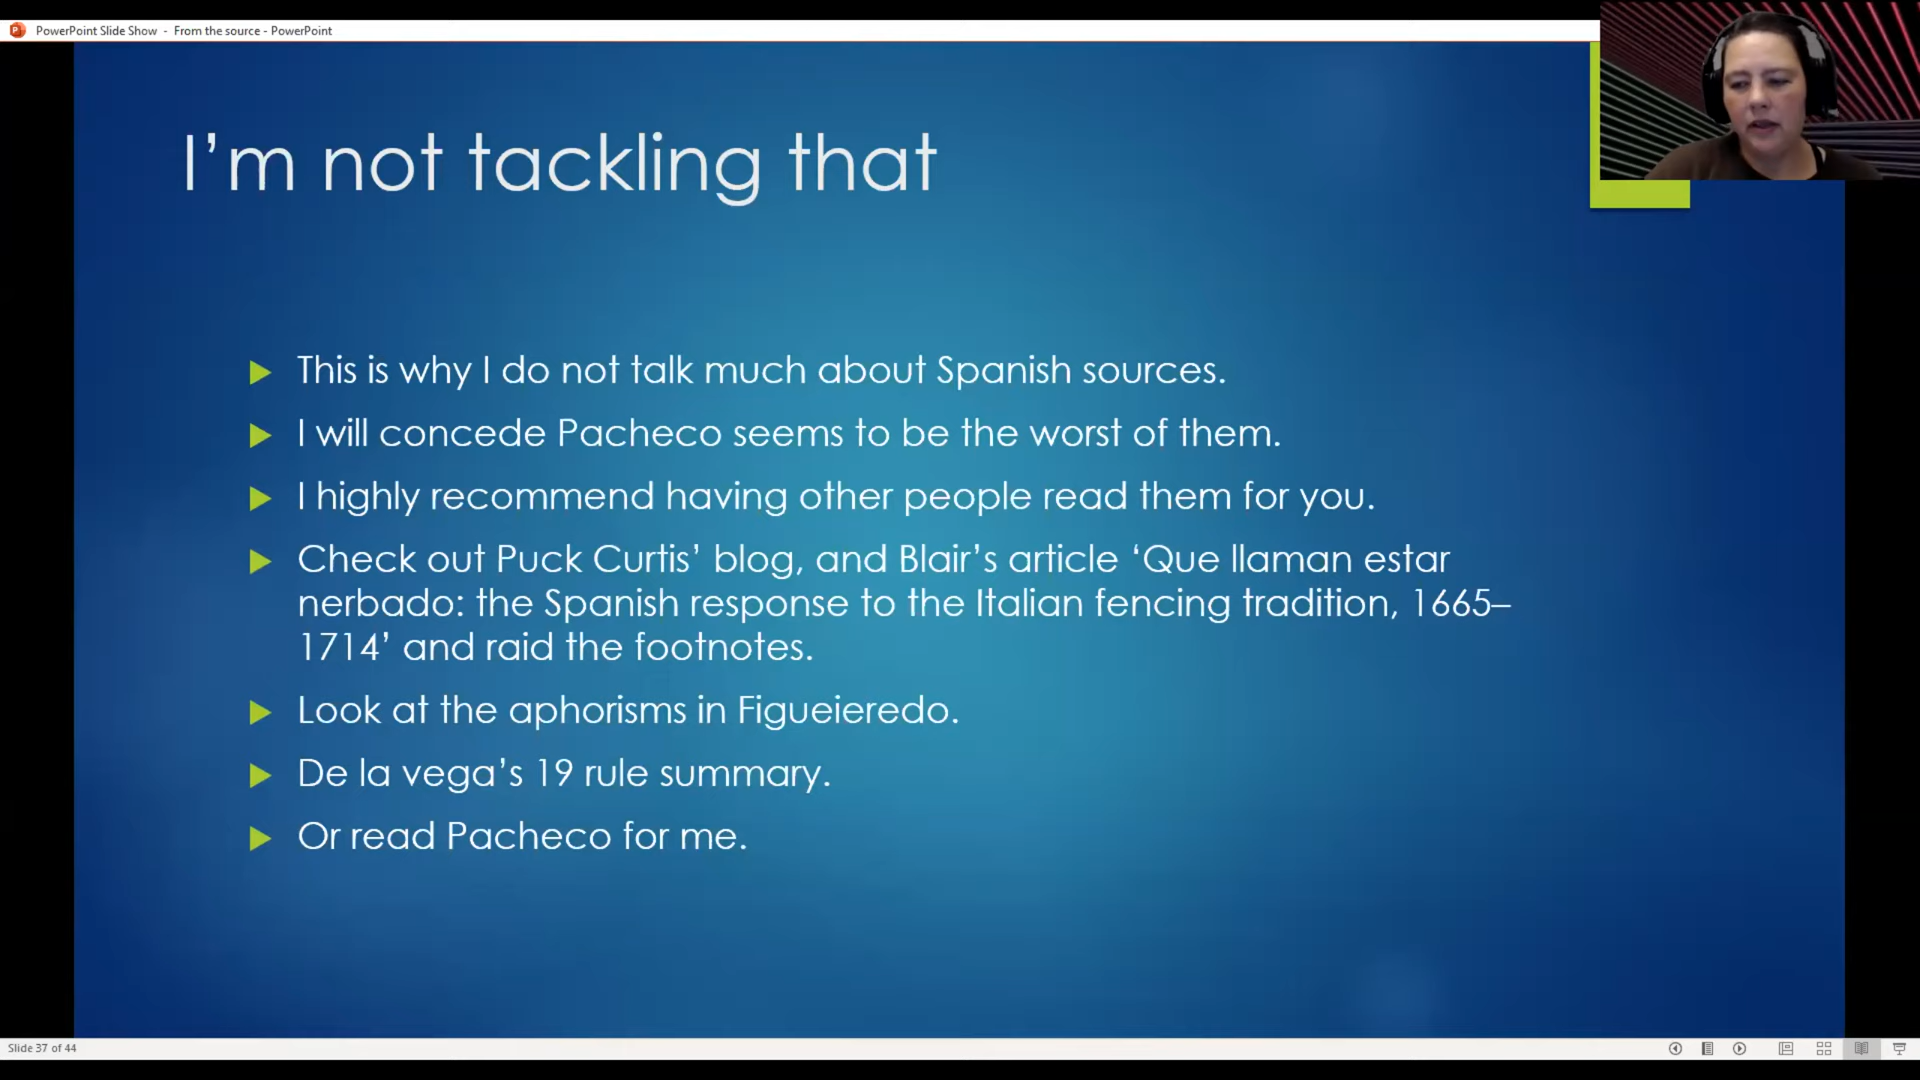 PowerPoint Slide Show - From the source - PowerPoint
I'm not tackling that
This is why I do not talk much about Spanish sources.
I will concede Pacheco seems to be the worst of them.
I highly recommend having other people read them for you.
Check out Puck Curtis' blog, and Blair's article 'Que llaman estar
nerbado: the Spanish response to the Italian fencing tradition, 1665–
1714' and raid the footnotes.
Look at the aphorisms in Figueieredo.
De la vega's 19 rule summary.
Or read Pacheco for me.
Slide 37 of 44